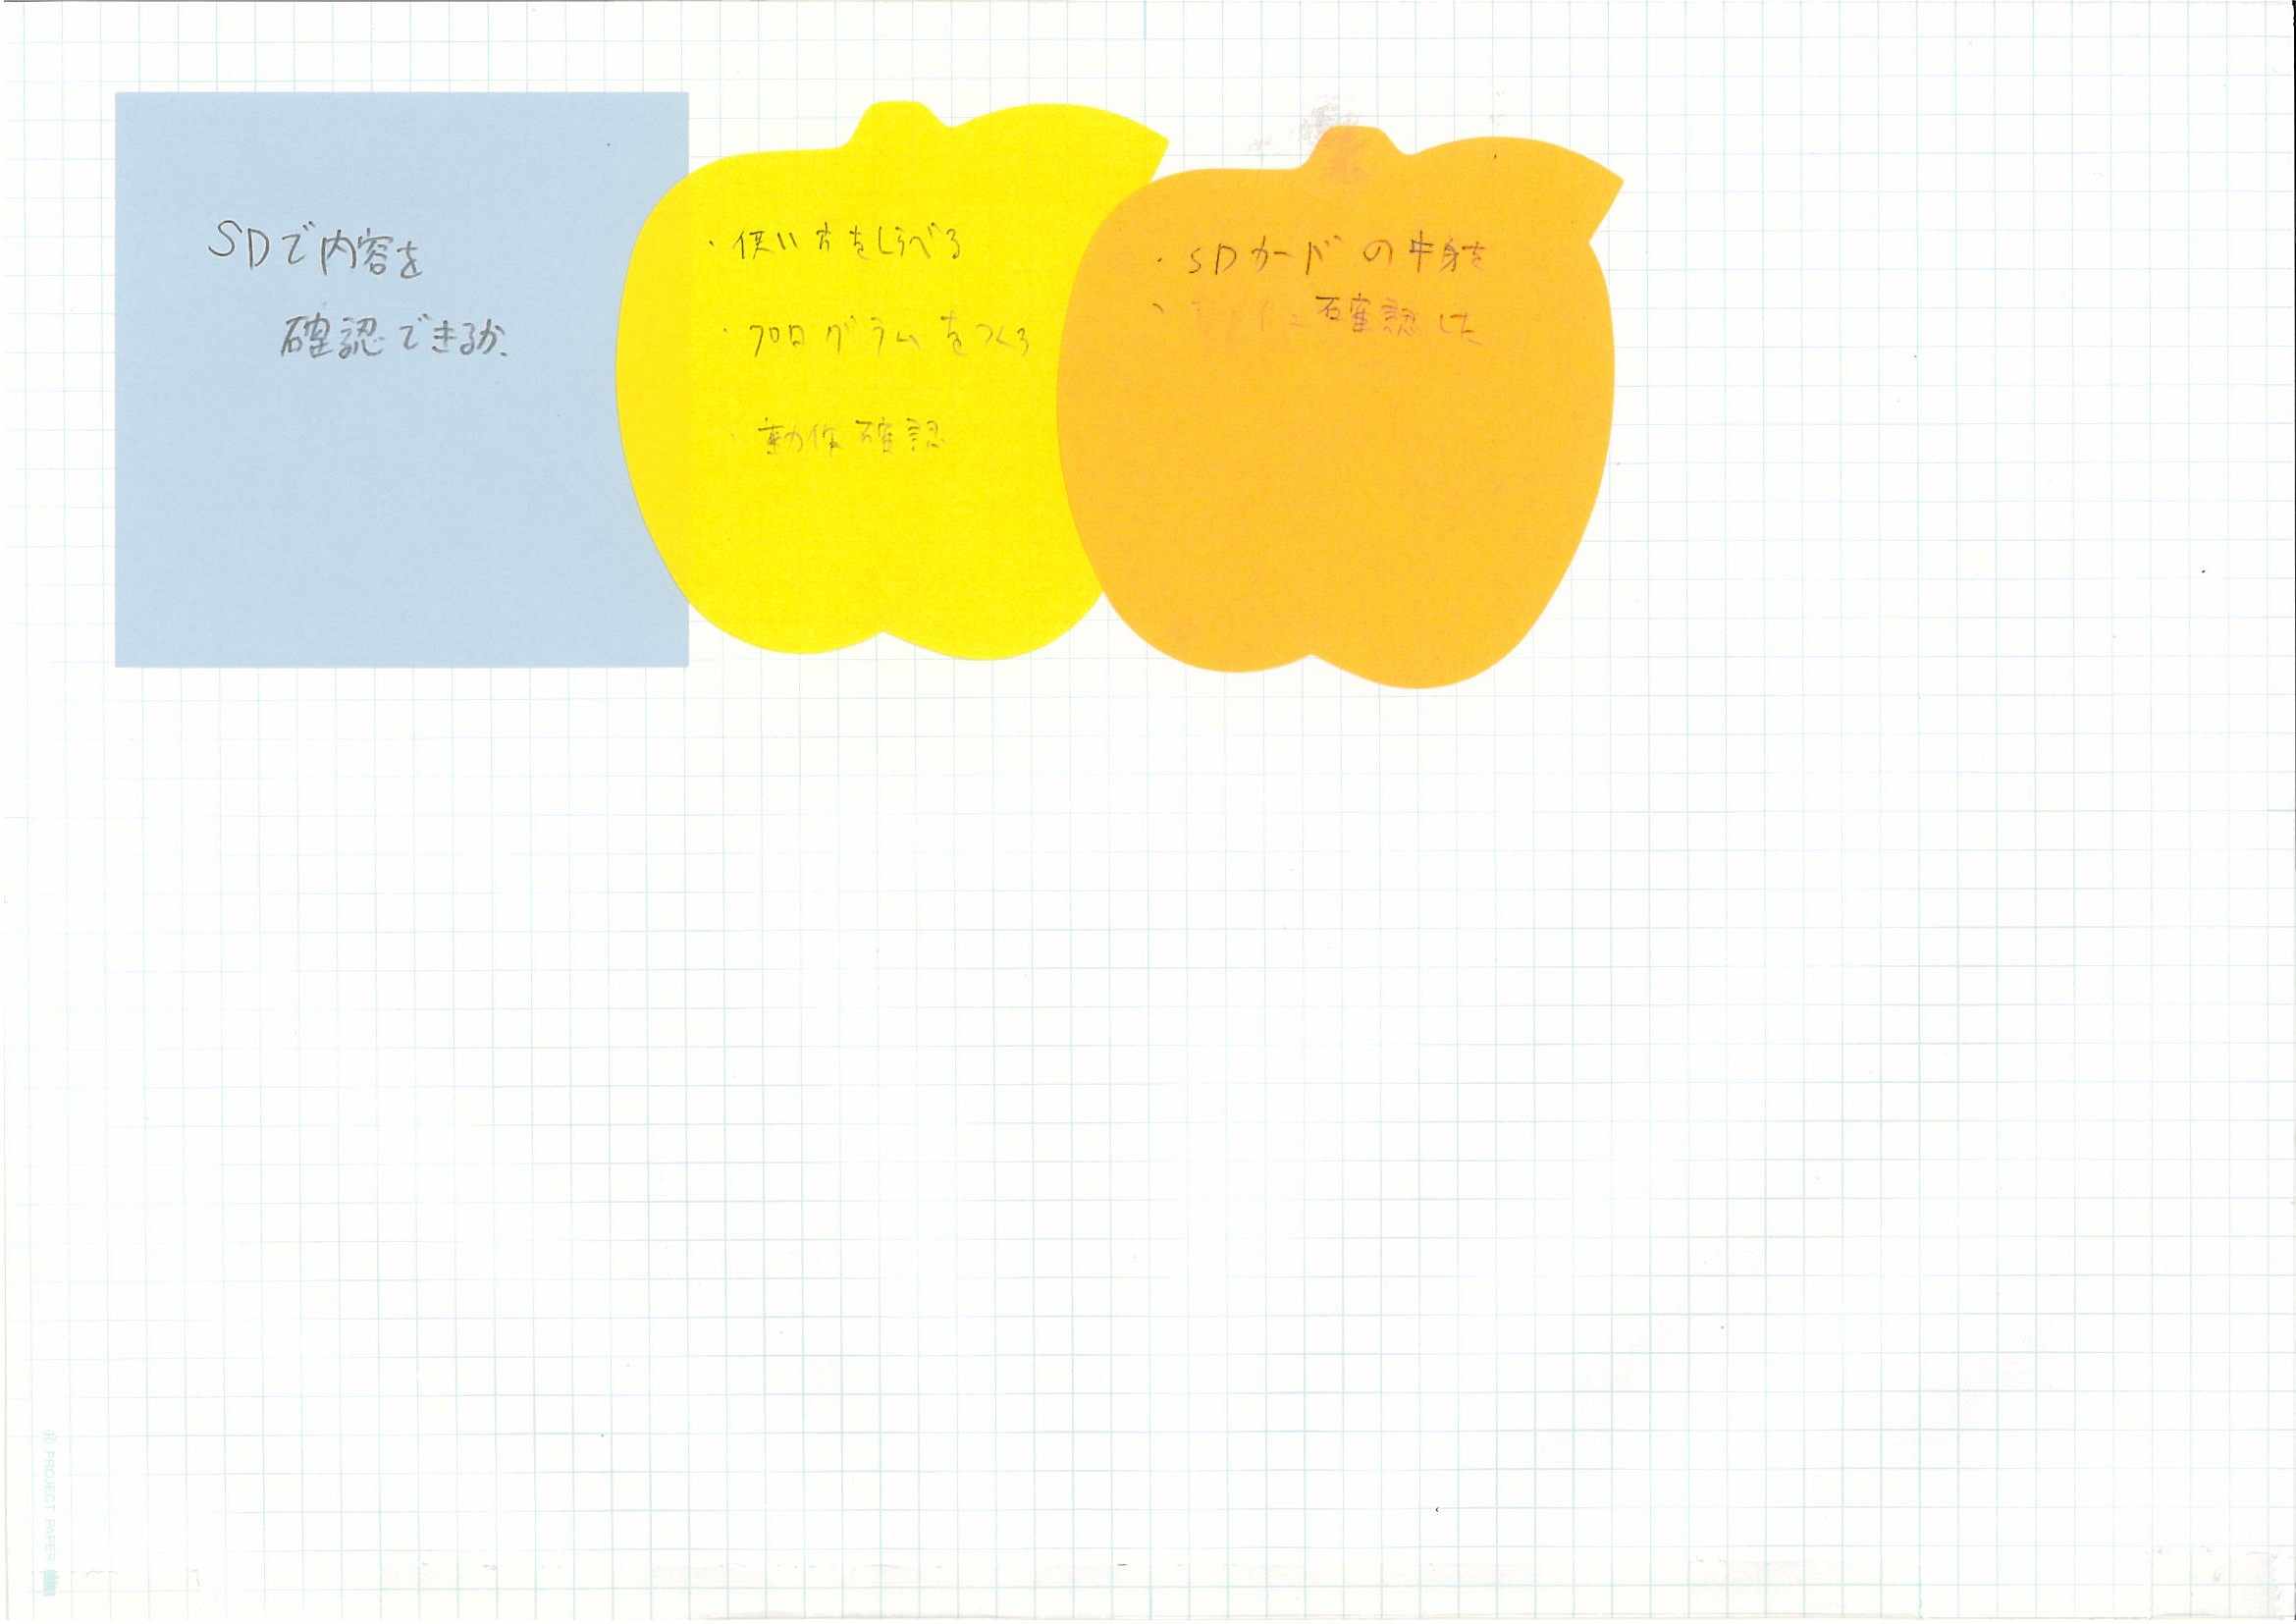 SDで内容を
確認できるか.
・使い方をしらべる
・プログラムをつくる
・動作確認
・SDカードの中身を
、確認した
PROJECT PAPER